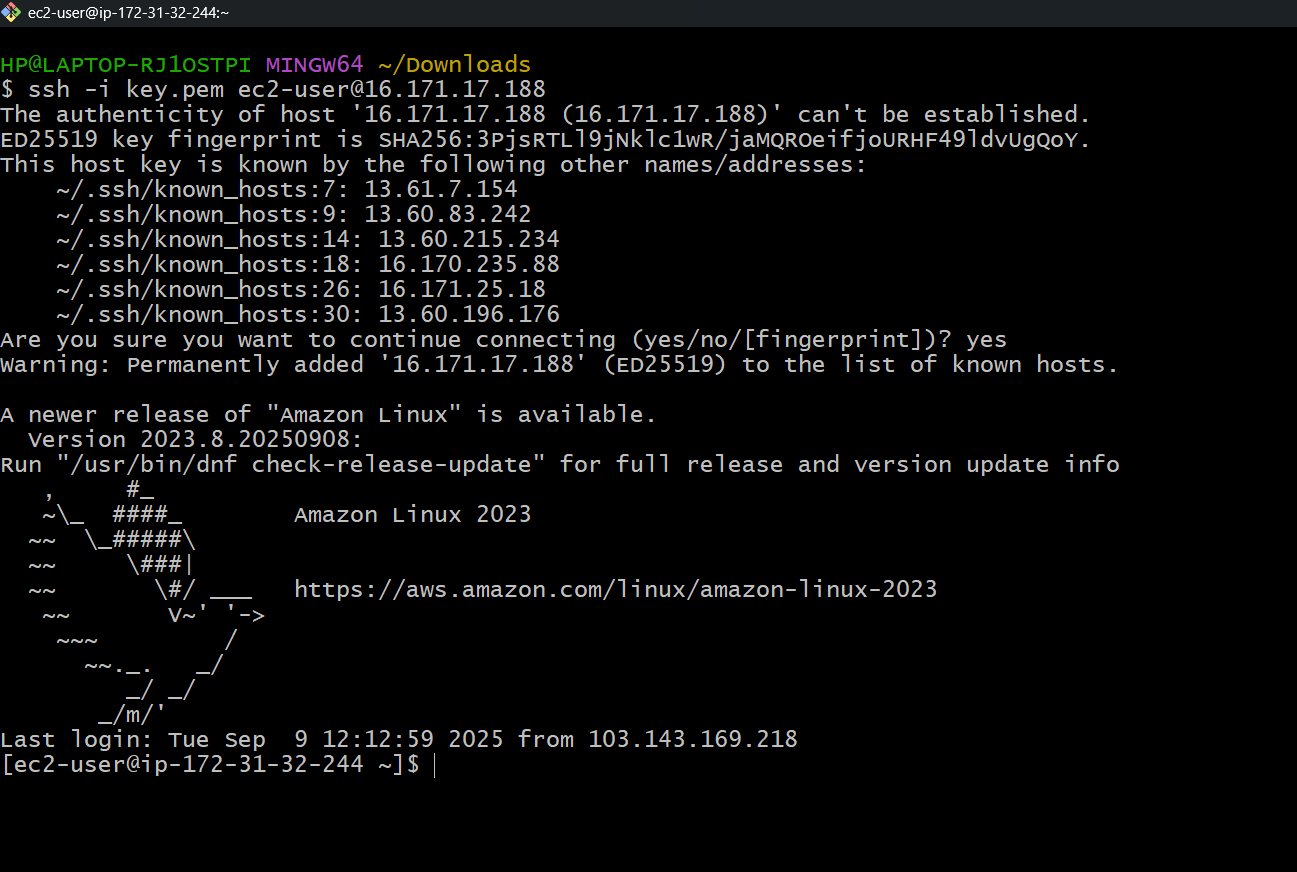 ec2-user@ip-172-31-32-244:~
HP@LAPTOP-RJ1OSTPI MINGW64 ~/Downloads
$ ssh -i key.pem ec2-user@16.171.17.188
The authenticity of host '16.171.17.188 (16.171.17.188)' can't be established.
ED25519 key fingerprint is SHA256:3PjsRTLl9jNklc1wR/jaMQROeifjoURHF49ldvUgQoY.
This host key is known by the following other names/addresses:
    ~/.ssh/known_hosts:7: 13.61.7.154
    ~/.ssh/known_hosts:9: 13.60.83.242
    ~/.ssh/known_hosts:14: 13.60.215.234
    ~/.ssh/known_hosts:18: 16.170.235.88
    ~/.ssh/known_hosts:26: 16.171.25.18
    ~/.ssh/known_hosts:30: 13.60.196.176
Are you sure you want to continue connecting (yes/no/[fingerprint])? yes
Warning: Permanently added '16.171.17.188' (ED25519) to the list of known hosts.
A newer release of "Amazon Linux" is available.
  Version 2023.8.20250908:
Run "/usr/bin/dnf check-release-update" for full release and version update info
   ,     #_
   ~\_  ####_        Amazon Linux 2023
  ~~  \_#####\
  ~~     \###|
  ~~       \#/ ___   https://aws.amazon.com/linux/amazon-linux-2023
   ~~       V~' '->
    ~~~         /
      ~~._.   _/
         _/ _/
       _/m/'
Last login: Tue Sep  9 12:12:59 2025 from 103.143.169.218
[ec2-user@ip-172-31-32-244 ~]$